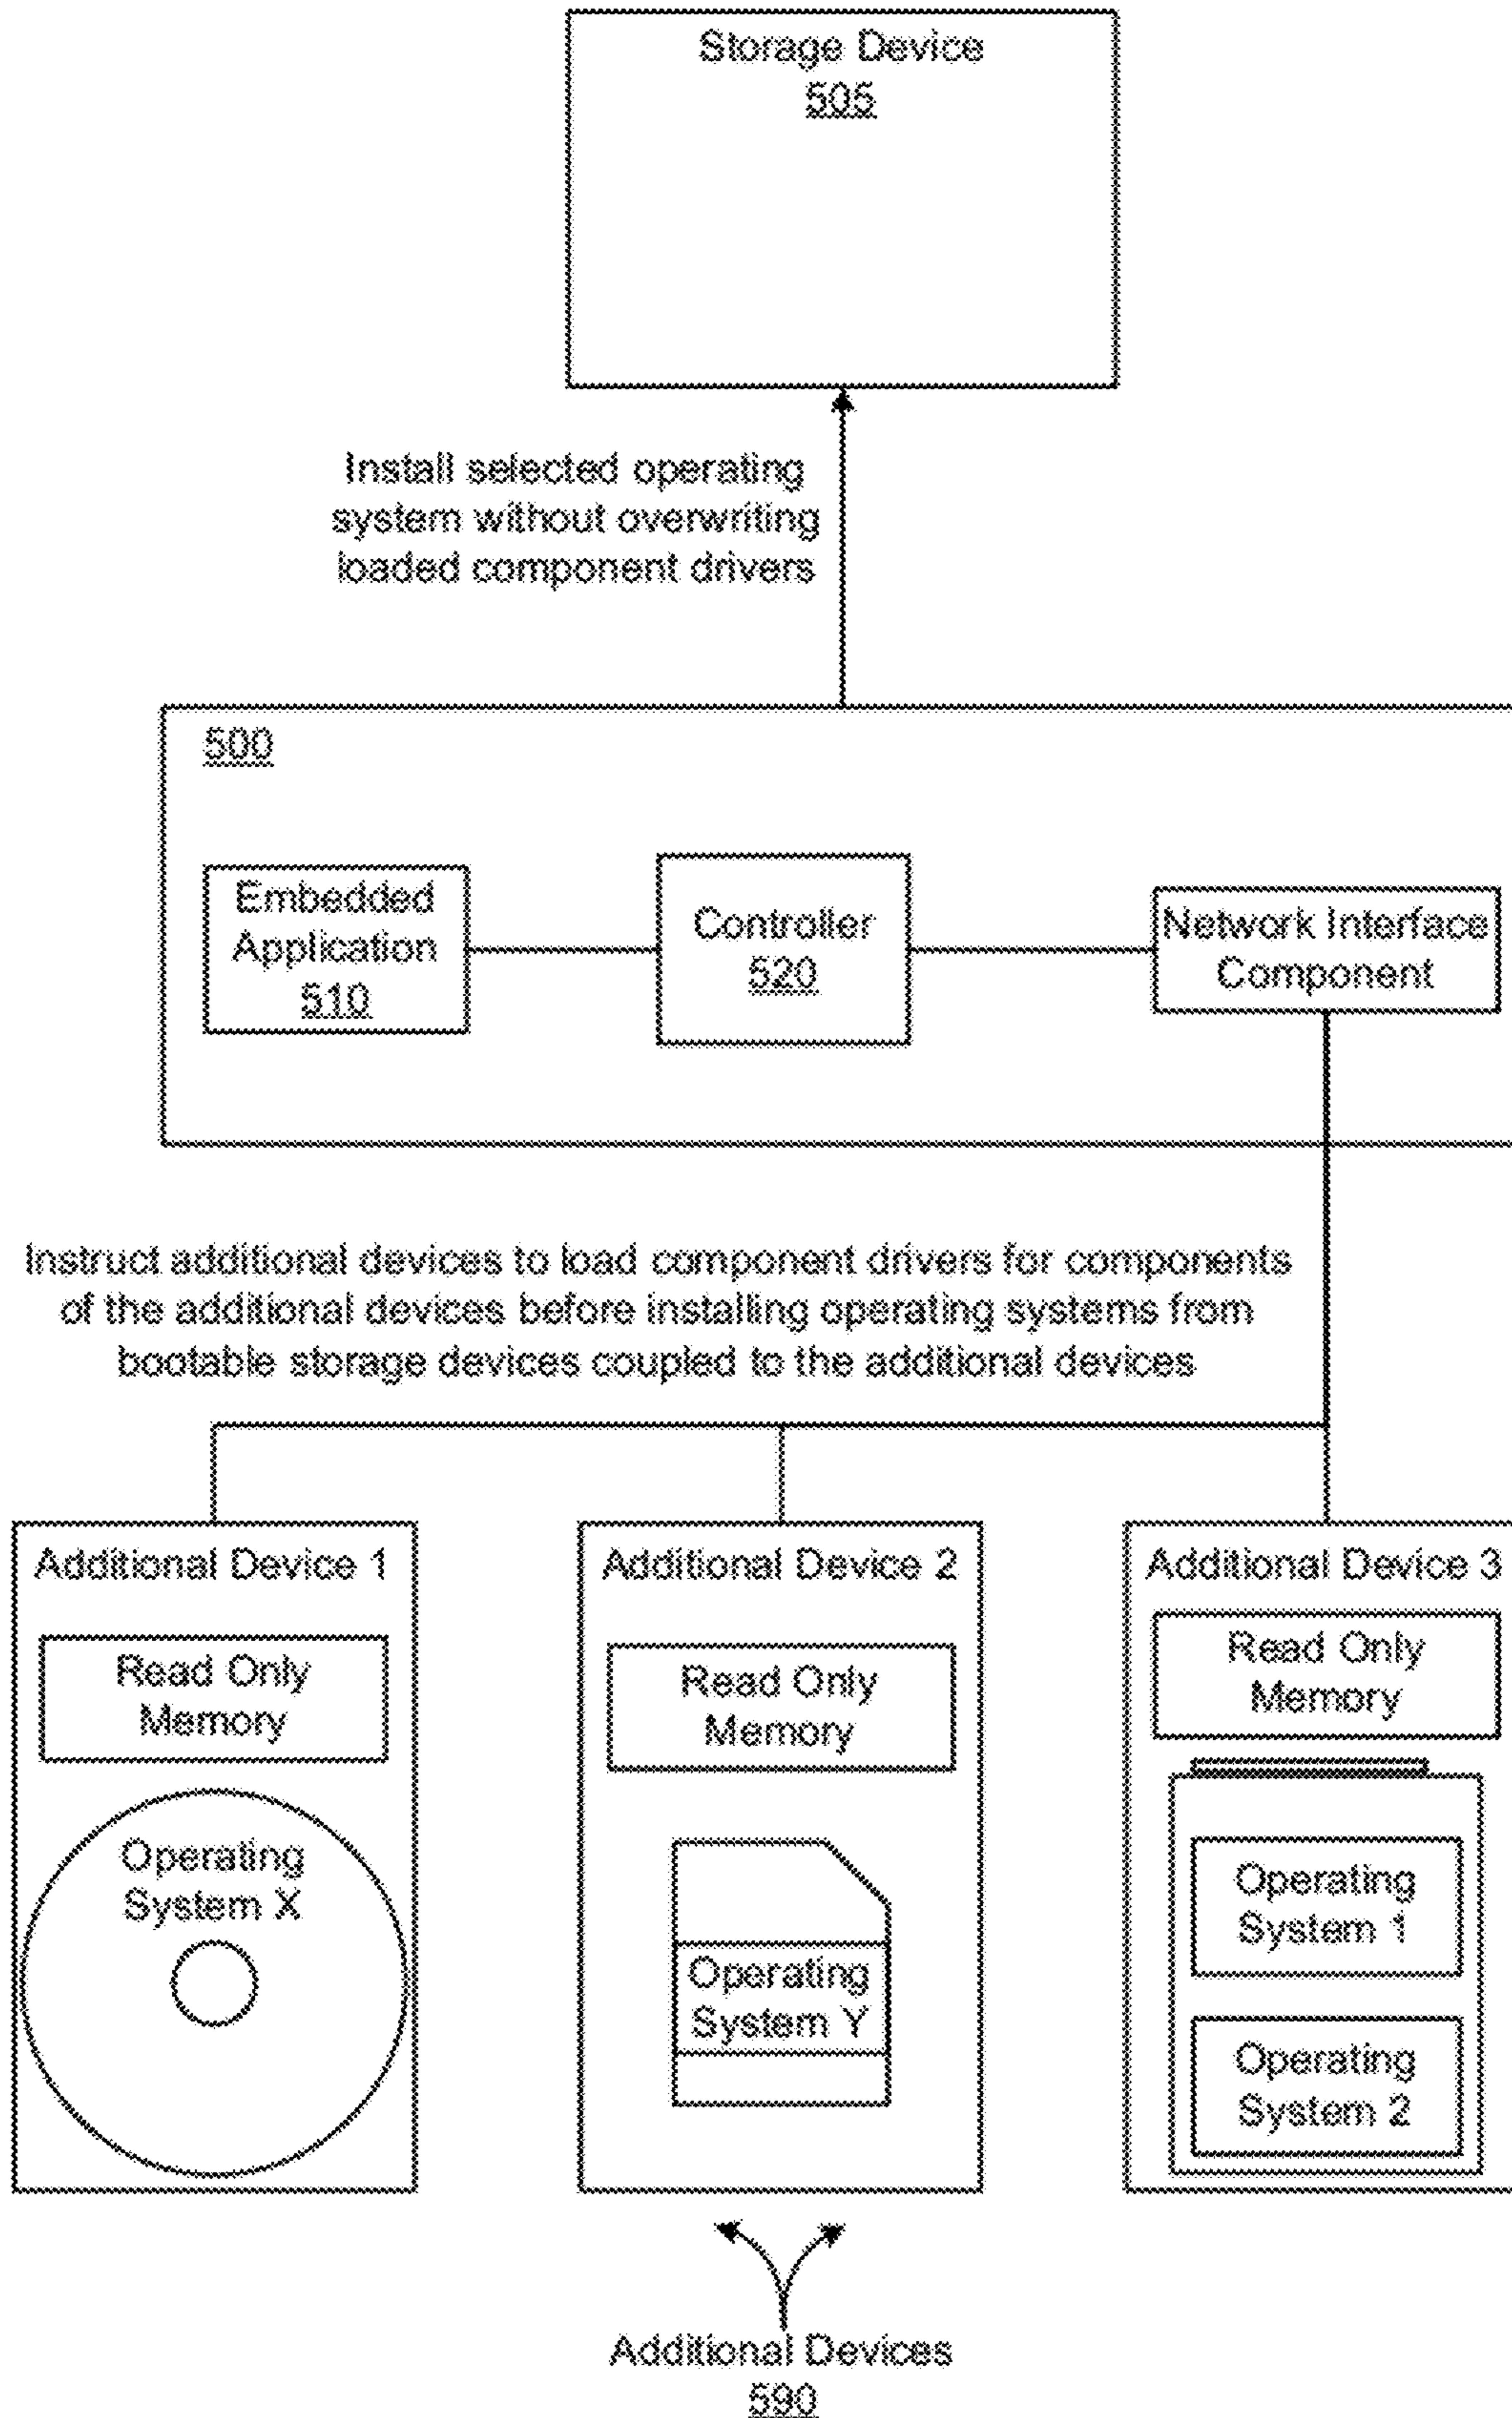 Storage Device
505
Install selected operating
system without overwriting
loaded component drivers
500
Embedded
Application
510
Controller
520
Network Interface
Component
Instruct additional devices to load component drivers for components
of the additional devices before installing operating systems from
bootable storage devices coupled to the additional devices
Additional Device 1
Read Only
Memory
Operating
System X
Additional Device 2
Read Only
Memory
Operating
System Y
Additional Device 3
Read Only
Memory
Operating
System 1
Operating
System 2
Additional Devices
590